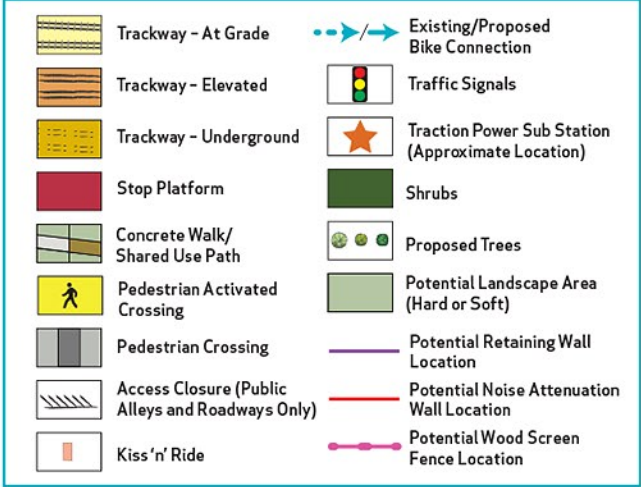 Trackway – At Grade
Trackway – Elevated
Trackway – Underground
Stop Platform
Concrete Walk/
Shared Use Path
Pedestrian Activated
Crossing
Pedestrian Crossing
Access Closure (Public
Alleys and Roadways Only)
Kiss ‘n’ Ride
Existing/Proposed
Bike Connection
Traffic Signals
Traction Power Sub Station
(Approximate Location)
Shrubs
Proposed Trees
Potential Landscape Area
(Hard or Soft)
Potential Retaining Wall
Location
Potential Noise Attenuation
Wall Location
Potential Wood Screen
Fence Location